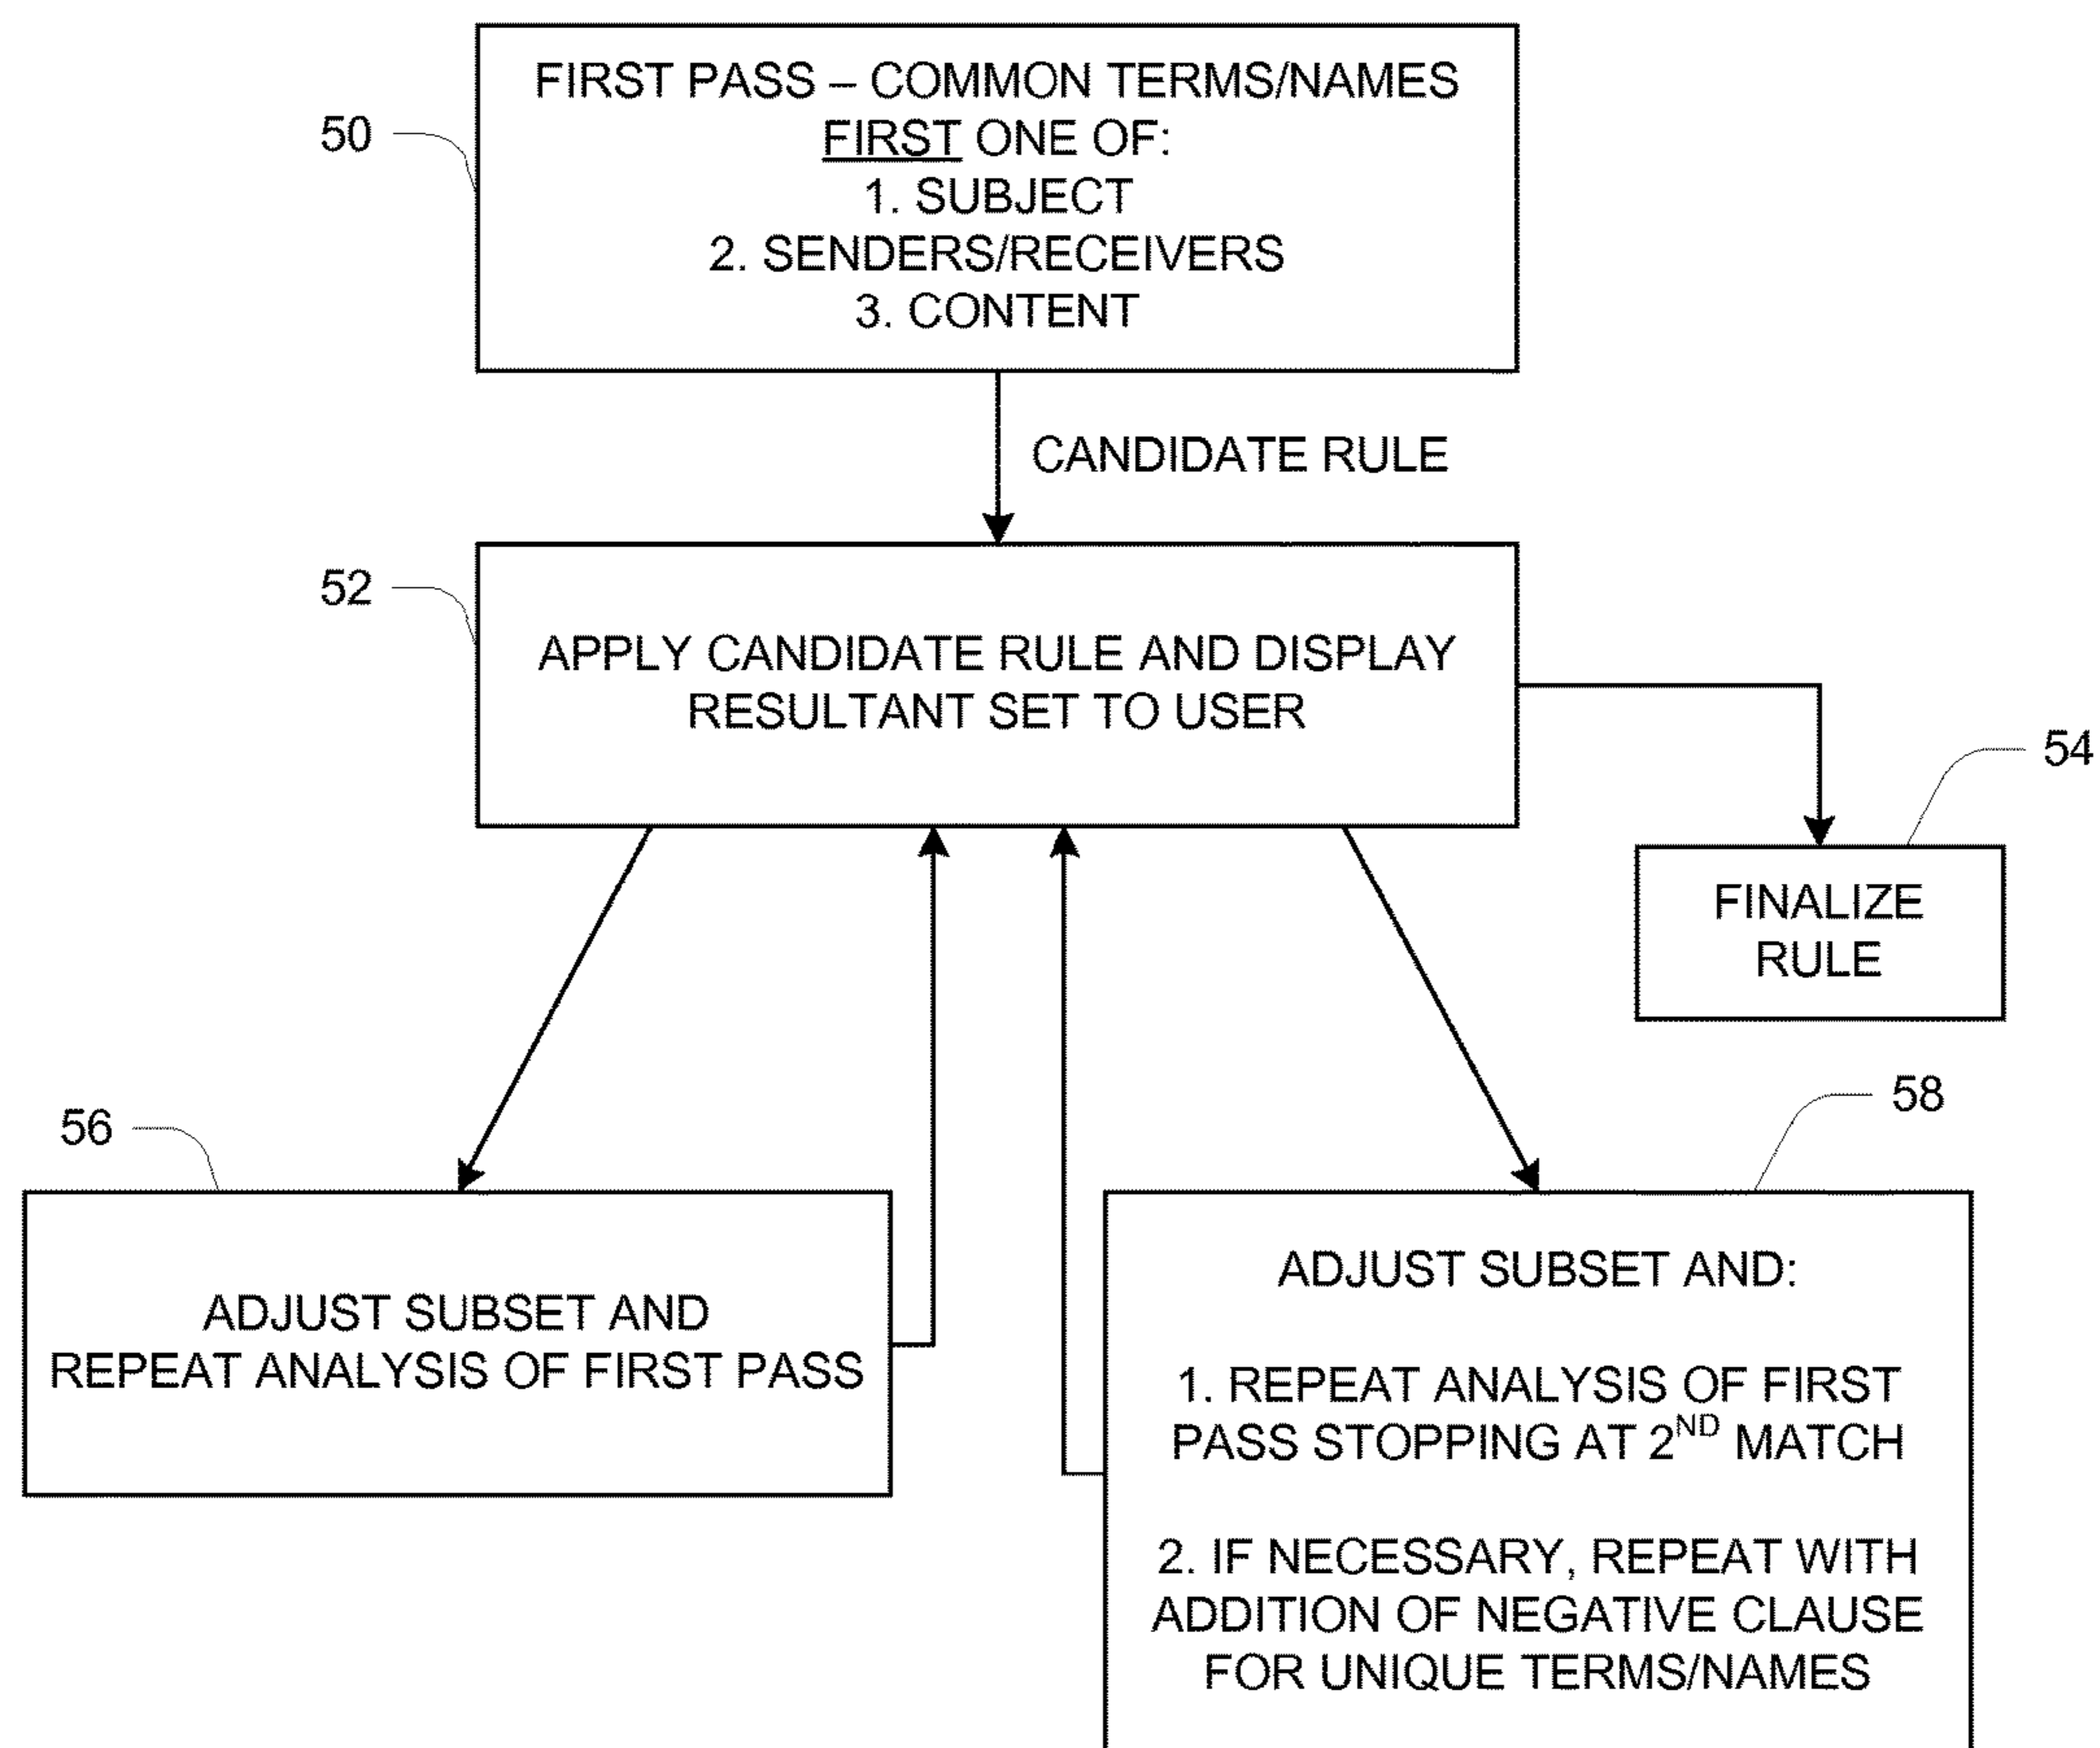 FIRST PASS – COMMON TERMS/NAMES
FIRST ONE OF:
1. SUBJECT
2. SENDERS/RECEIVERS
3. CONTENT
50
CANDIDATE RULE
52
APPLY CANDIDATE RULE AND DISPLAY
RESULTANT SET TO USER
54
FINALIZE
RULE
56
ADJUST SUBSET AND
REPEAT ANALYSIS OF FIRST PASS
58
ADJUST SUBSET AND:
1. REPEAT ANALYSIS OF FIRST
PASS STOPPING AT 2ND MATCH
2. IF NECESSARY, REPEAT WITH
ADDITION OF NEGATIVE CLAUSE
FOR UNIQUE TERMS/NAMES